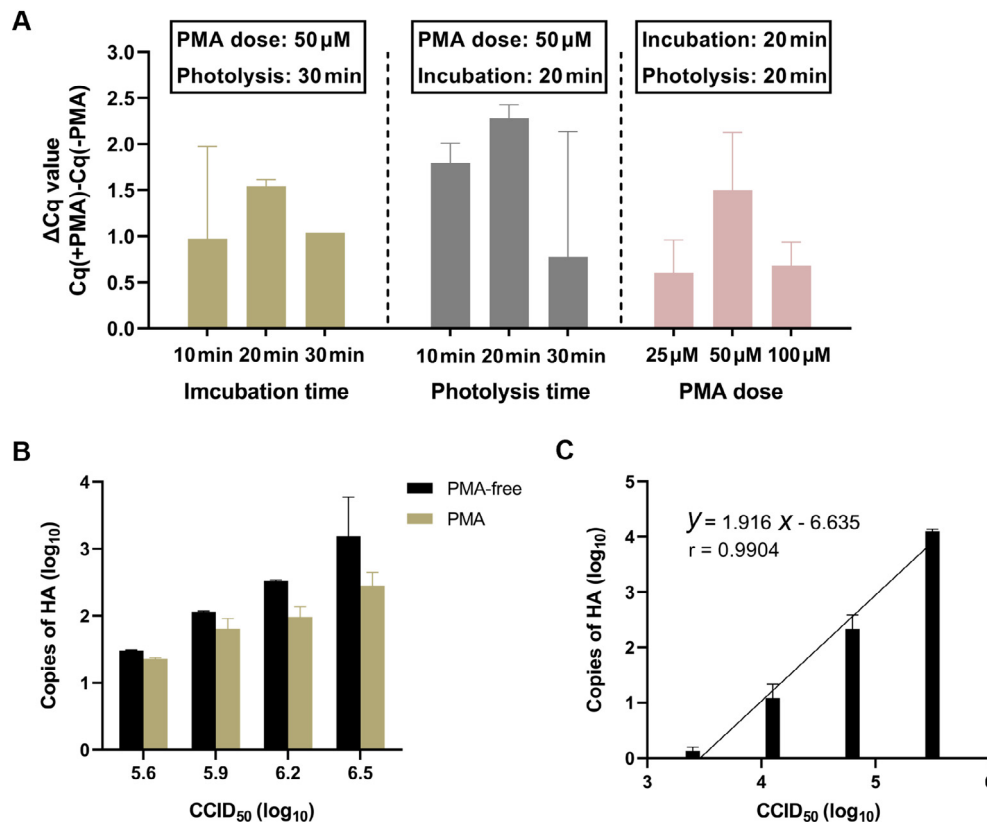 A
PMA dose: 50 µM
Photolysis: 30 min
PMA dose: 50 µM
Incubation: 20 min
Incubation: 20 min
Photolysis: 20 min
ΔCq value
Cq(+PMA)-Cq(-PMA)
3.0
2.5
2.0
1.5
1.0
0.5
0.0
10 min 20 min 30 min
10 min 20 min 30 min
25 µM 50 µM 100 µM
Imcubation time
Photolysis time
PMA dose
B
Copies of HA (log10)
4
3
2
1
0
PMA-free
PMA
5.6 5.9 6.2 6.5
CCID50 (log10)
C
Copies of HA (log10)
5
4
3
2
1
0
y = 1.916 x - 6.635
r = 0.9904
3 4 5 6
CCID50 (log10)